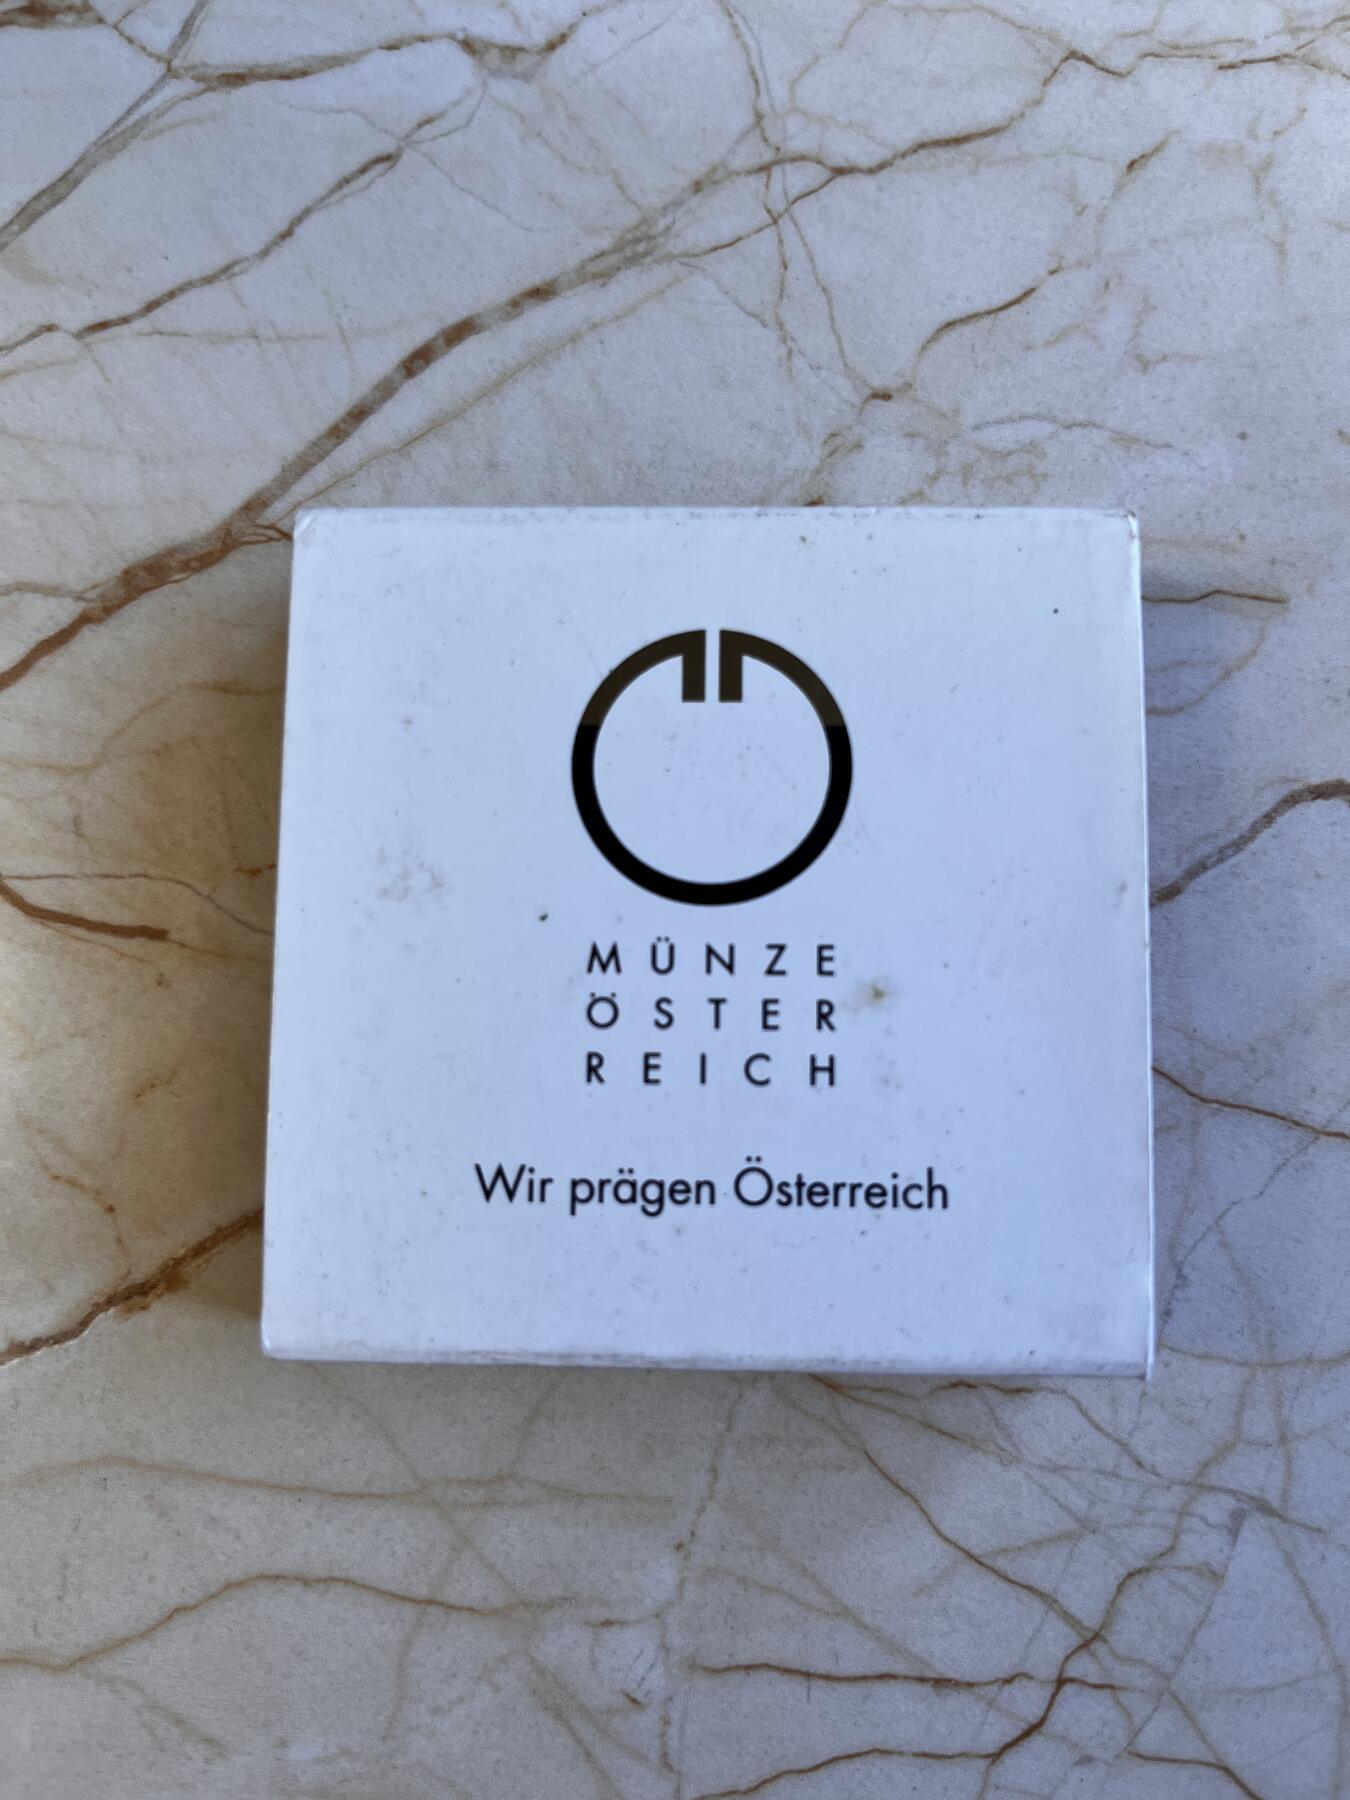 MÜNZE
ÖSTER
REICH
Wir prägen Österreich